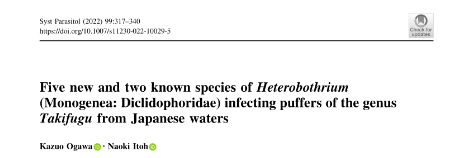 Syst Parasitol (2022) 99:317–340
https://doi.org/10.1007/s11230-022-10029-5
Check for
updates
Five new and two known species of Heterobothrium
(Monogenea: Diclidophoridae) infecting puffers of the genus
Takifugu from Japanese waters
Kazuo Ogawa · Naoki Itoh